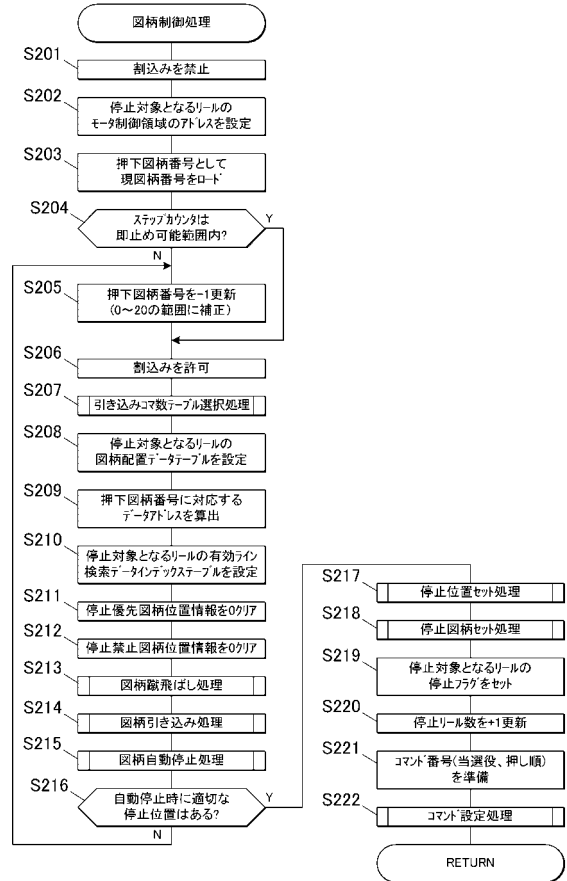 図柄制御処理
S201
割込みを禁止
S202
停止対象となるリールの
モータ制御領域のアドレスを設定
S203
押下図柄番号として
現図柄番号をロード
S204
ステップカウンタは
即止め可能範囲内?
Y
N
S205
押下図柄番号を-1更新
(0～20の範囲に補正)
S206
割込みを許可
S207
引き込みコマ数テーブル選択処理
S208
停止対象となるリールの
図柄配置データテーブルを設定
S209
押下図柄番号に対応する
データアドレスを算出
S210
停止対象となるリールの有効ライン
検索データインデックステーブルを設定
S211
停止優先図柄位置情報を0クリア
S212
停止禁止図柄位置情報を0クリア
S213
図柄蹴飛ばし処理
S214
図柄引き込み処理
S215
図柄自動停止処理
S216
自動停止時に適切な
停止位置はある?
Y
N
S217
停止位置セット処理
S218
停止図柄セット処理
S219
停止対象となるリールの
停止フラグをセット
S220
停止リール数を+1更新
S221
コマンド番号(当選役、押し順)
を準備
S222
コマンド設定処理
RETURN